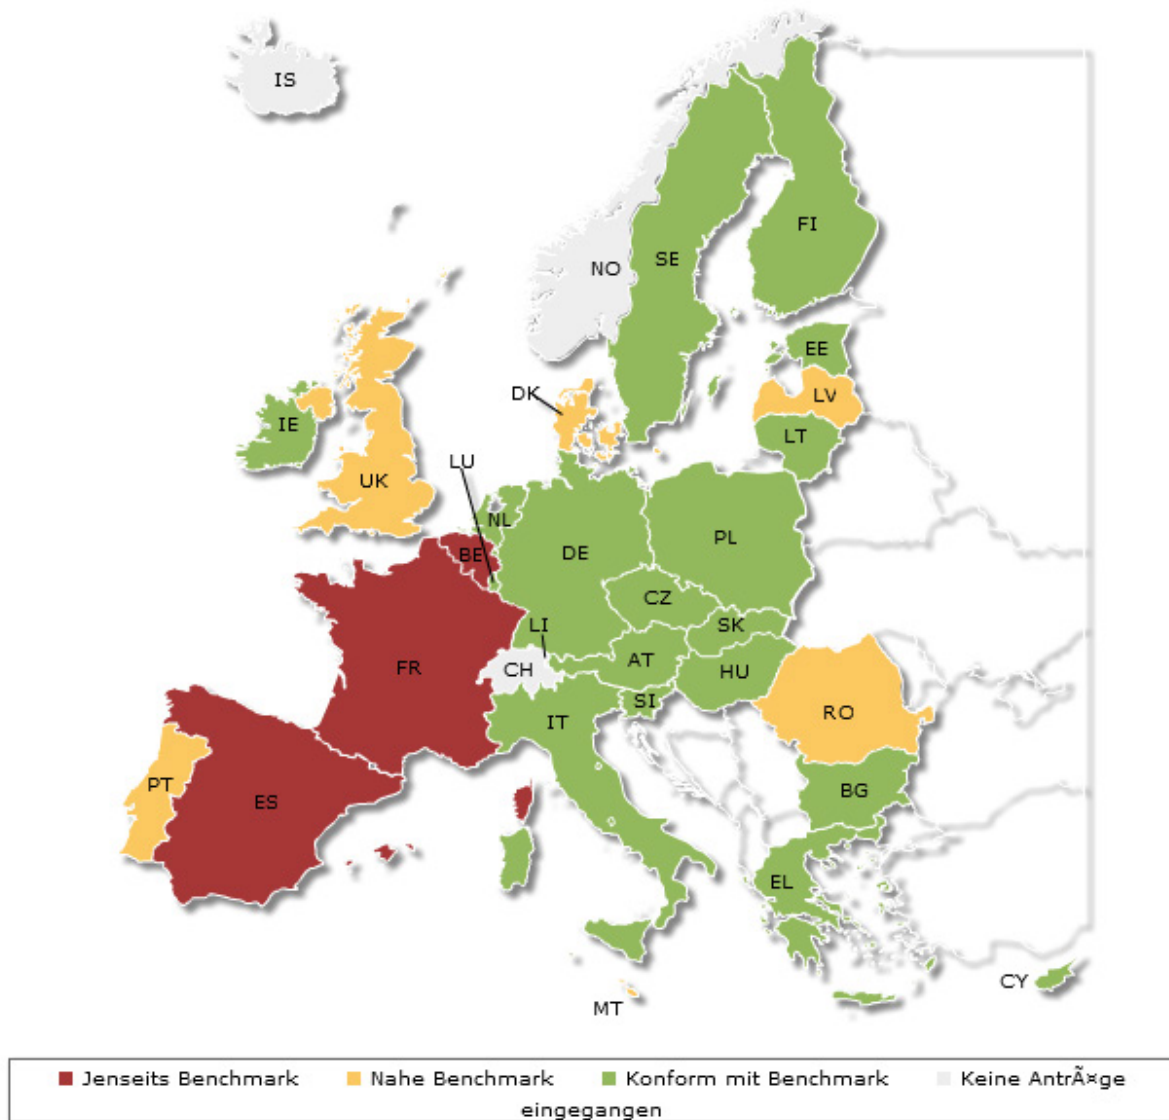 IS
FI
NO
SE
EE
DK
LV
IE
LT
LU
UK
NL
BE
DE
PL
CZ
LI
SK
FR
CH
AT
HU
SI
IT
RO
PT
ES
BG
EL
CY
MT
Jenseits Benchmark Nahe Benchmark Konform mit Benchmark Keine AntrÃ¤ge
eingegangen